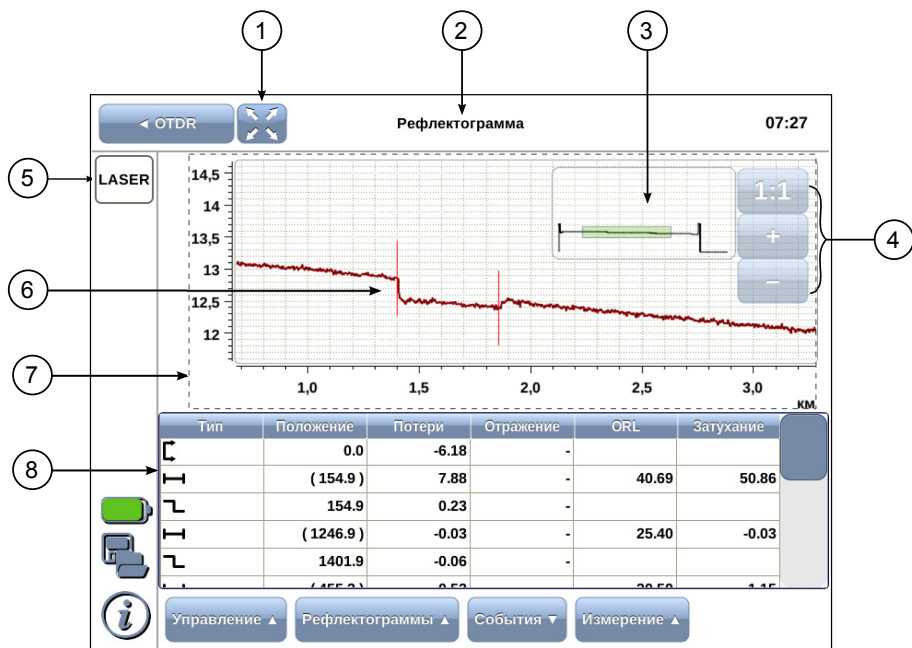 1 2 3
◄ OTDR Рефлектограмма 07:27
LASER
5
14,5
14
13,5
13
12,5
12
1:1
+
−
4
6
7
1,0 1,5 2,0 2,5 3,0
км
Тип Положение Потери Отражение ORL Затухание
0.0 -6.18 -
( 154.9 ) 7.88 - 40.69 50.86
154.9 0.23 -
( 1246.9 ) -0.03 - 25.40 -0.03
1401.9 -0.06 -
8
i
Управление ▲ Рефлектограммы ▲ События ▼ Измерение ▲